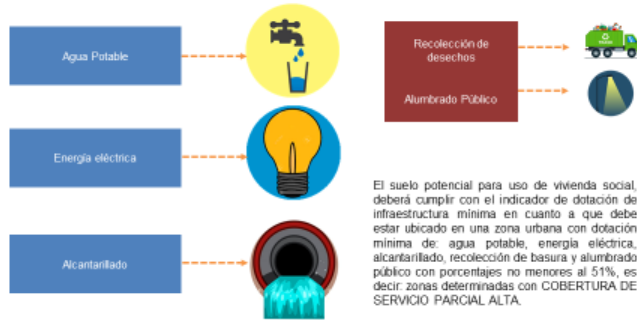 Agua Potable
Energía eléctrica
Alcantarillado
Recolección de
desechos
Alumbrado Público
El suelo potencial para uso de vivienda social,
deberá cumplir con el indicador de dotación de
infraestructura mínima en cuanto a que debe
estar ubicado en una zona urbana con dotación
mínima de: agua potable, energía eléctrica,
alcantarillado, recolección de basura y alumbrado
público con porcentajes no menores al 51%, es
decir: zonas determinadas con COBERTURA DE
SERVICIO PARCIAL ALTA.